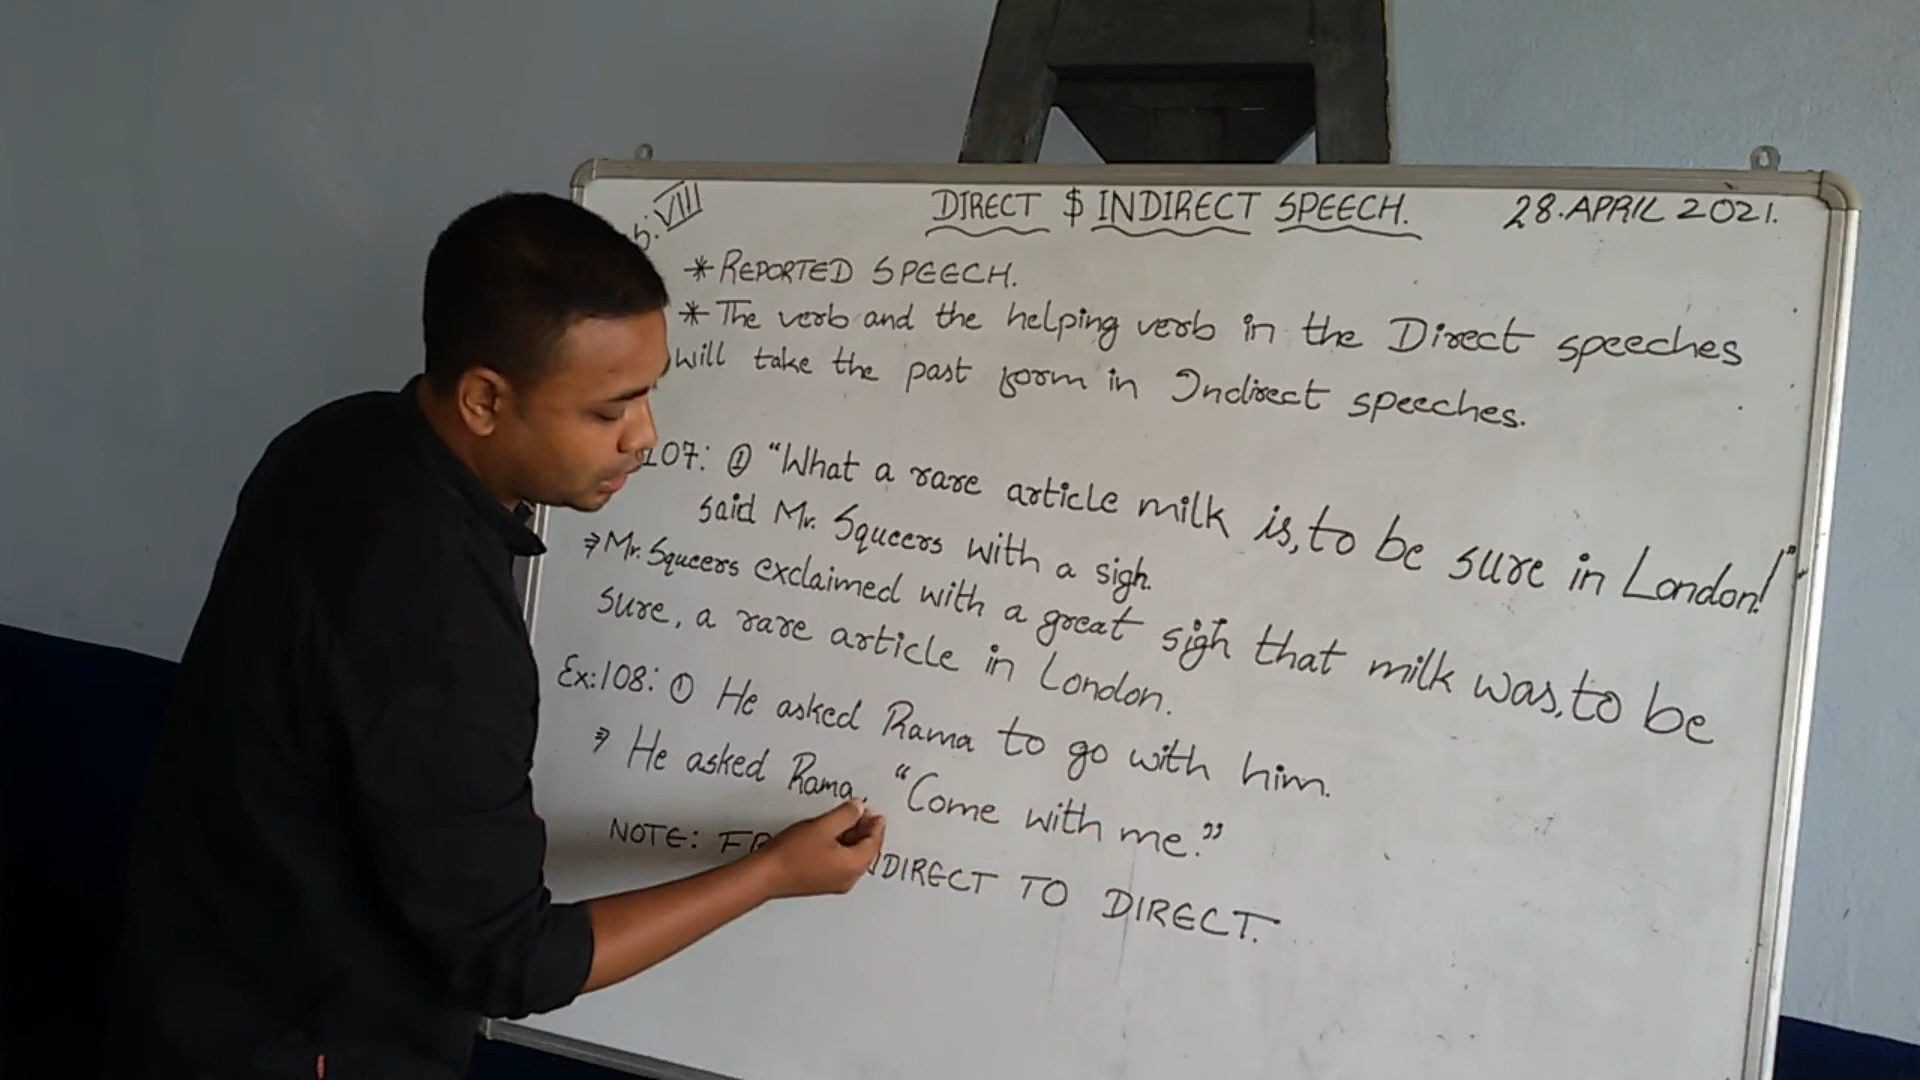 VIII
DIRECT $ INDIRECT SPEECH. 28.APRIL 2021.
* REPORTED SPEECH.
* The verb and the helping verb in the Direct speeches
will take the past form in Indirect speeches.
107: ① "What a rare article milk is, to be sure in London!"
said Mr. Squeers with a sigh.
⇒ Mr. Squeers exclaimed with a great sigh that milk was, to be
sure, a rare article in London.
Ex:108: ① He asked Rama to go with him.
⇒ He asked Rama, "Come with me."
NOTE: INDIRECT TO DIRECT.